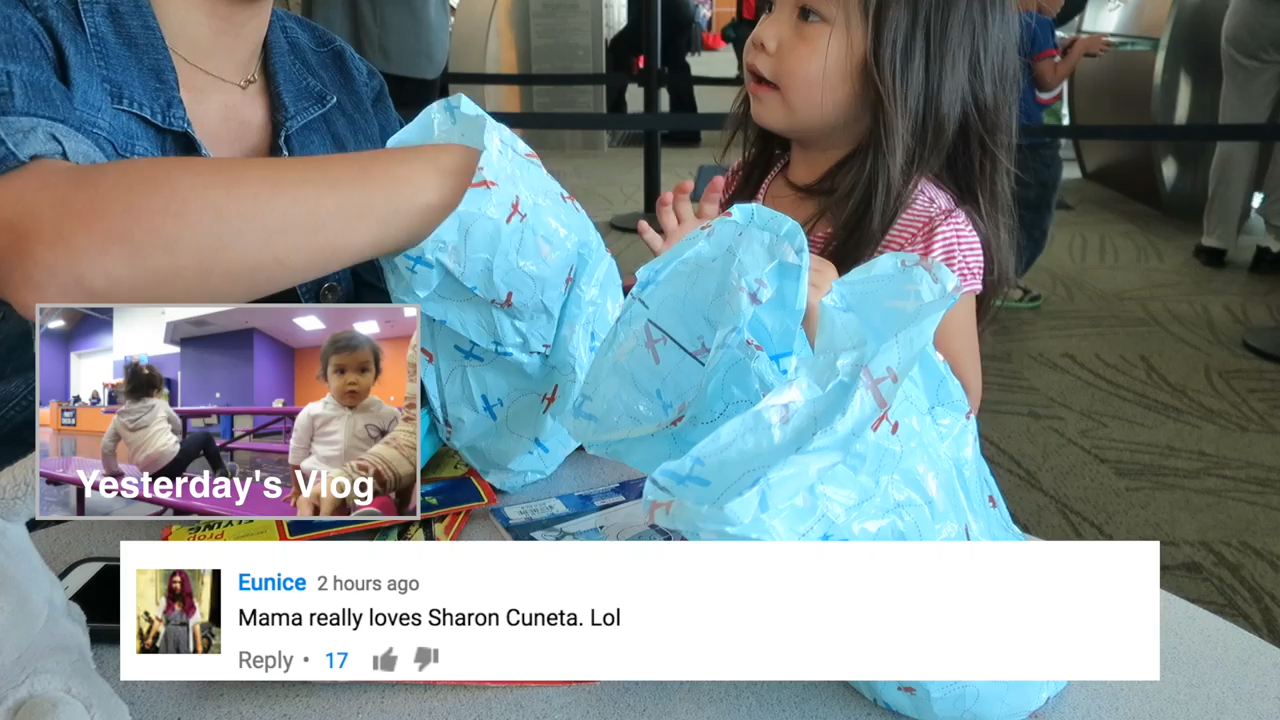 Yesterday's Vlog
Eunice 2 hours ago
Mama really loves Sharon Cuneta. Lol
Reply • 17